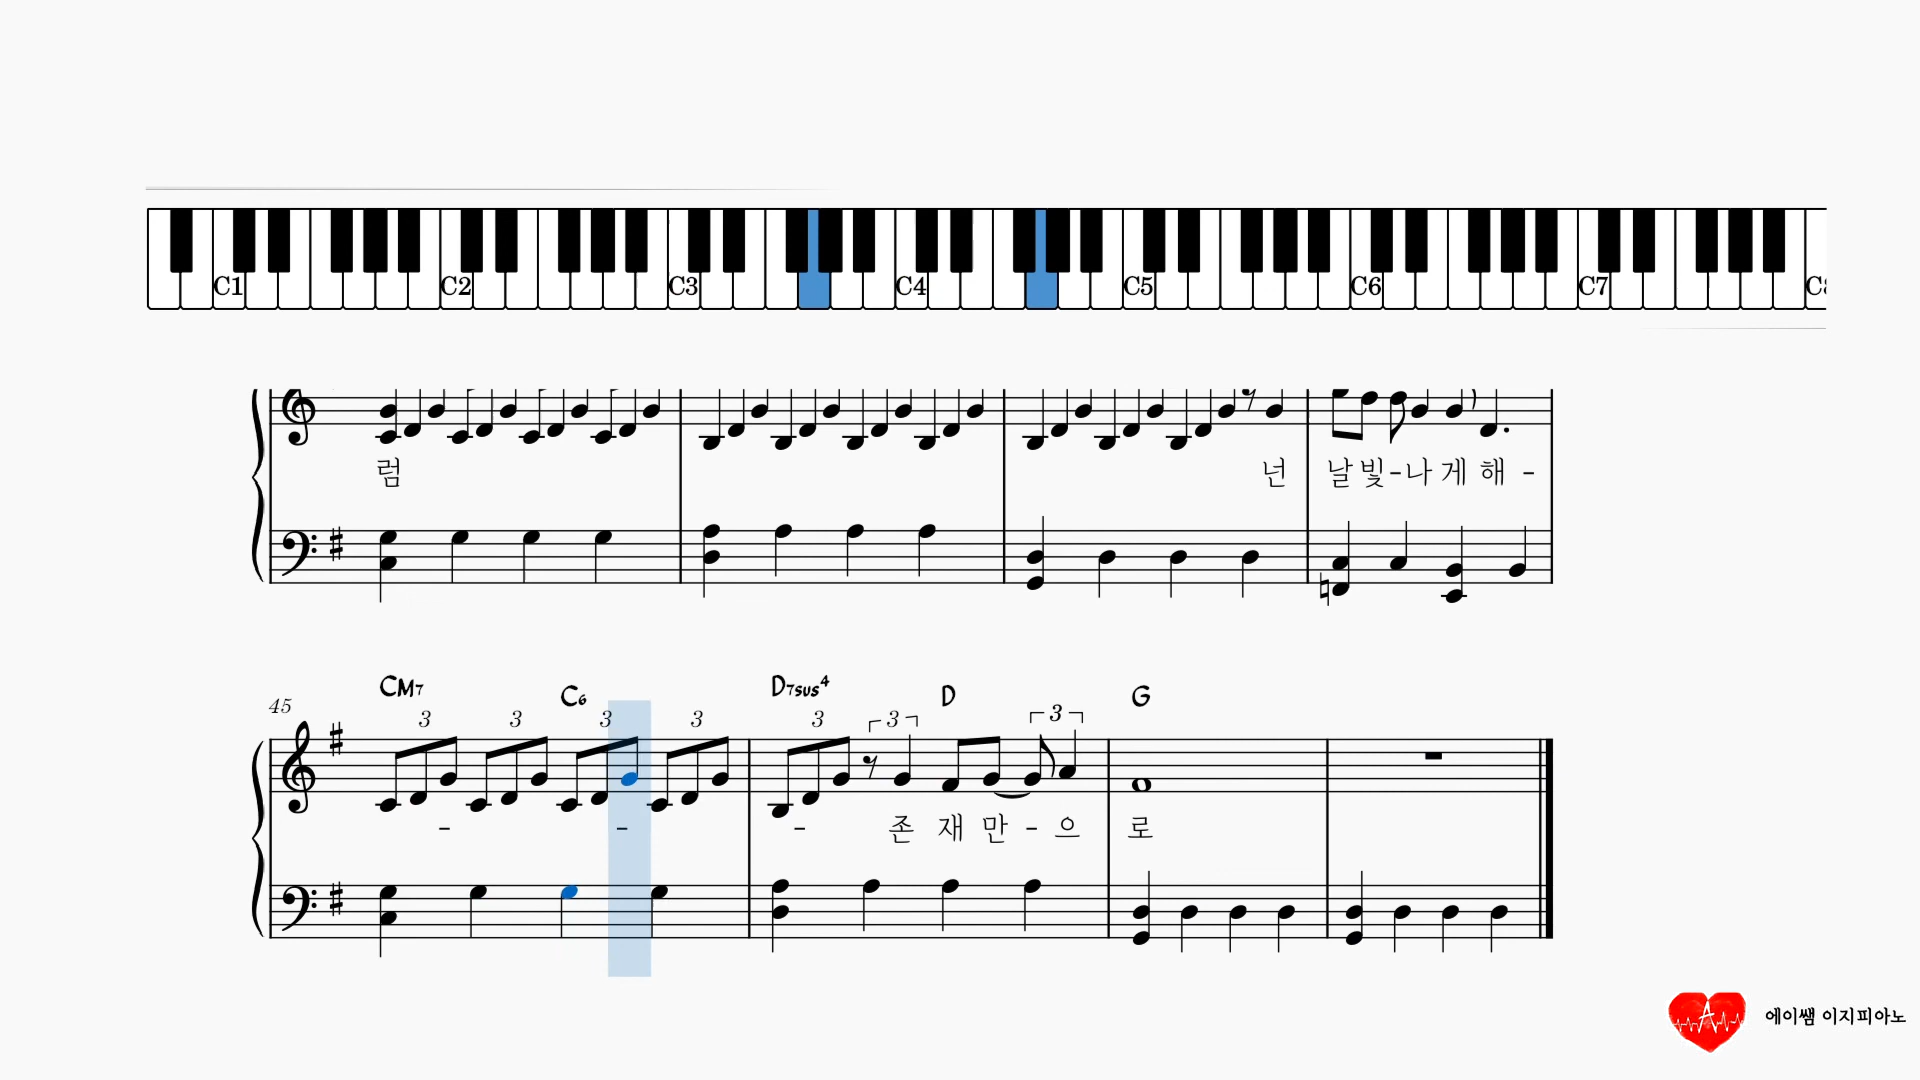 C1 C2 C3 C4 C5 C6 C7 C8
럼 넌 날 빛-나 게 해 -
CM7 C6 D7sus4 D G
45 3 3 3 3 3 3 3
- - - 존 재 만 - 으 로
A
에이쌤 이지피아노